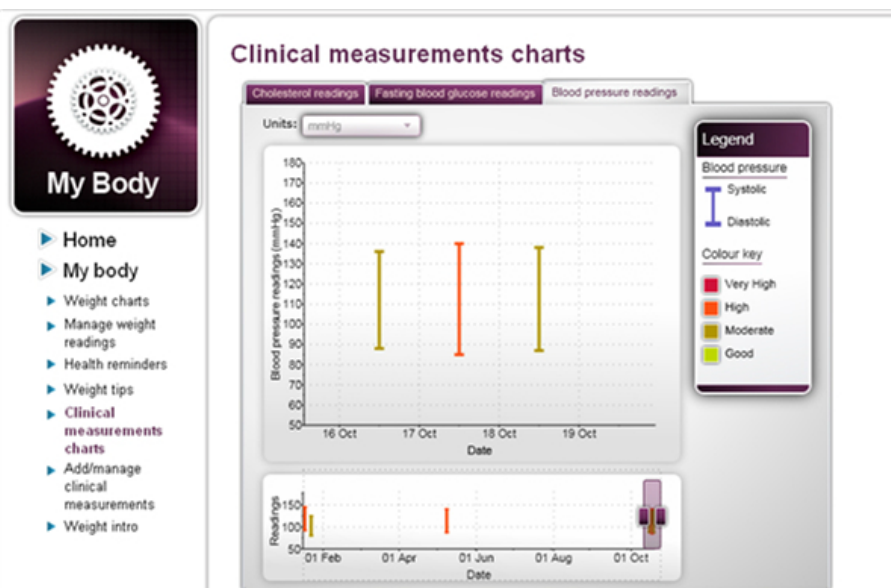 Clinical measurements charts
My Body
Home
My body
Weight charts
Manage weight
readings
Health reminders
Weight tips
Clinical
measurements
charts
Add/manage
clinical
measurements
Weight intro
Cholesterol readings
Fasting blood glucose readings
Blood pressure readings
Units: mmHg
Blood pressure readings (mmHg)
180
170
160
150
140
130
120
110
100
90
80
70
60
50
16 Oct 17 Oct 18 Oct 19 Oct
Date
Legend
Blood pressure
Systolic
Diastolic
Colour key
Very High
High
Moderate
Good
Readings
150
100
50
01 Feb 01 Apr 01 Jun 01 Aug 01 Oct
Date